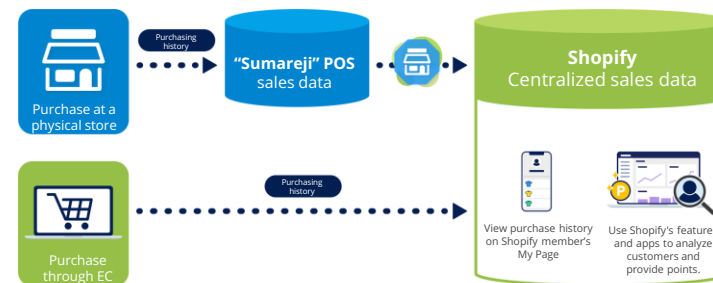 Purchase at a
physical store
Purchasing
history
“Sumareji” POS
sales data
Shopify
Centralized sales data
Purchase
through EC
Purchasing
history
P
View purchase history
on Shopify member's
My Page
Use Shopify's feature
and apps to analyze
customers and
provide points.